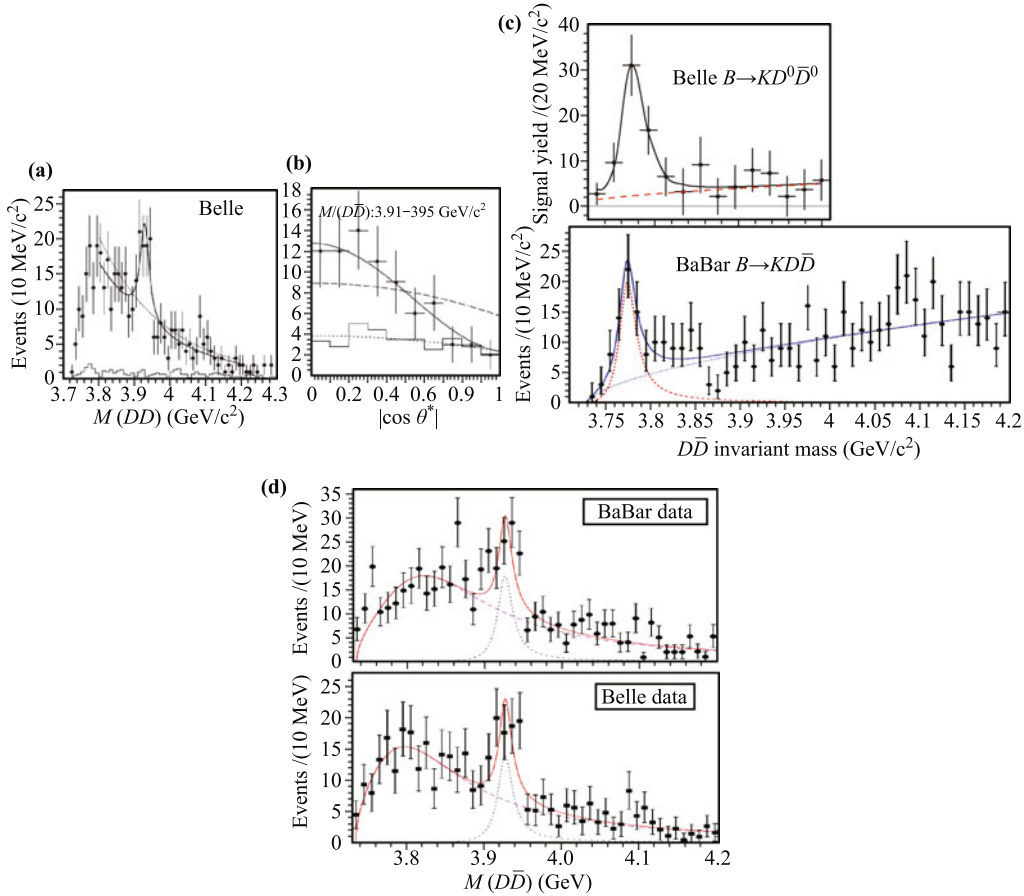 (a)
Events (10 MeV/c²)
25
20
15
10
5
0
Belle
3.7 3.8 3.9 4 4.1 4.2 4.3
M (DD) (GeV/c²)
(b)
18
16
14
12
10
8
6
4
2
0
M/(DD̅):3.91−395 GeV/c²
0 0.2 0.4 0.6 0.8 1
|cos θ*|
(c)
Signal yield /(20 MeV/c²)
40
30
20
10
0
Belle B→KD⁰D̅⁰
Events /(10 MeV/c²)
25
20
15
10
5
0
BaBar B→KDD̅
3.75 3.8 3.85 3.9 3.95 4 4.05 4.1 4.15 4.2
DD̅ invariant mass (GeV/c²)
(d)
Events /(10 MeV)
35
30
25
20
15
10
5
0
BaBar data
Events /(10 MeV)
25
20
15
10
5
0
Belle data
3.8 3.9 4.0 4.1 4.2
M (DD̅) (GeV)